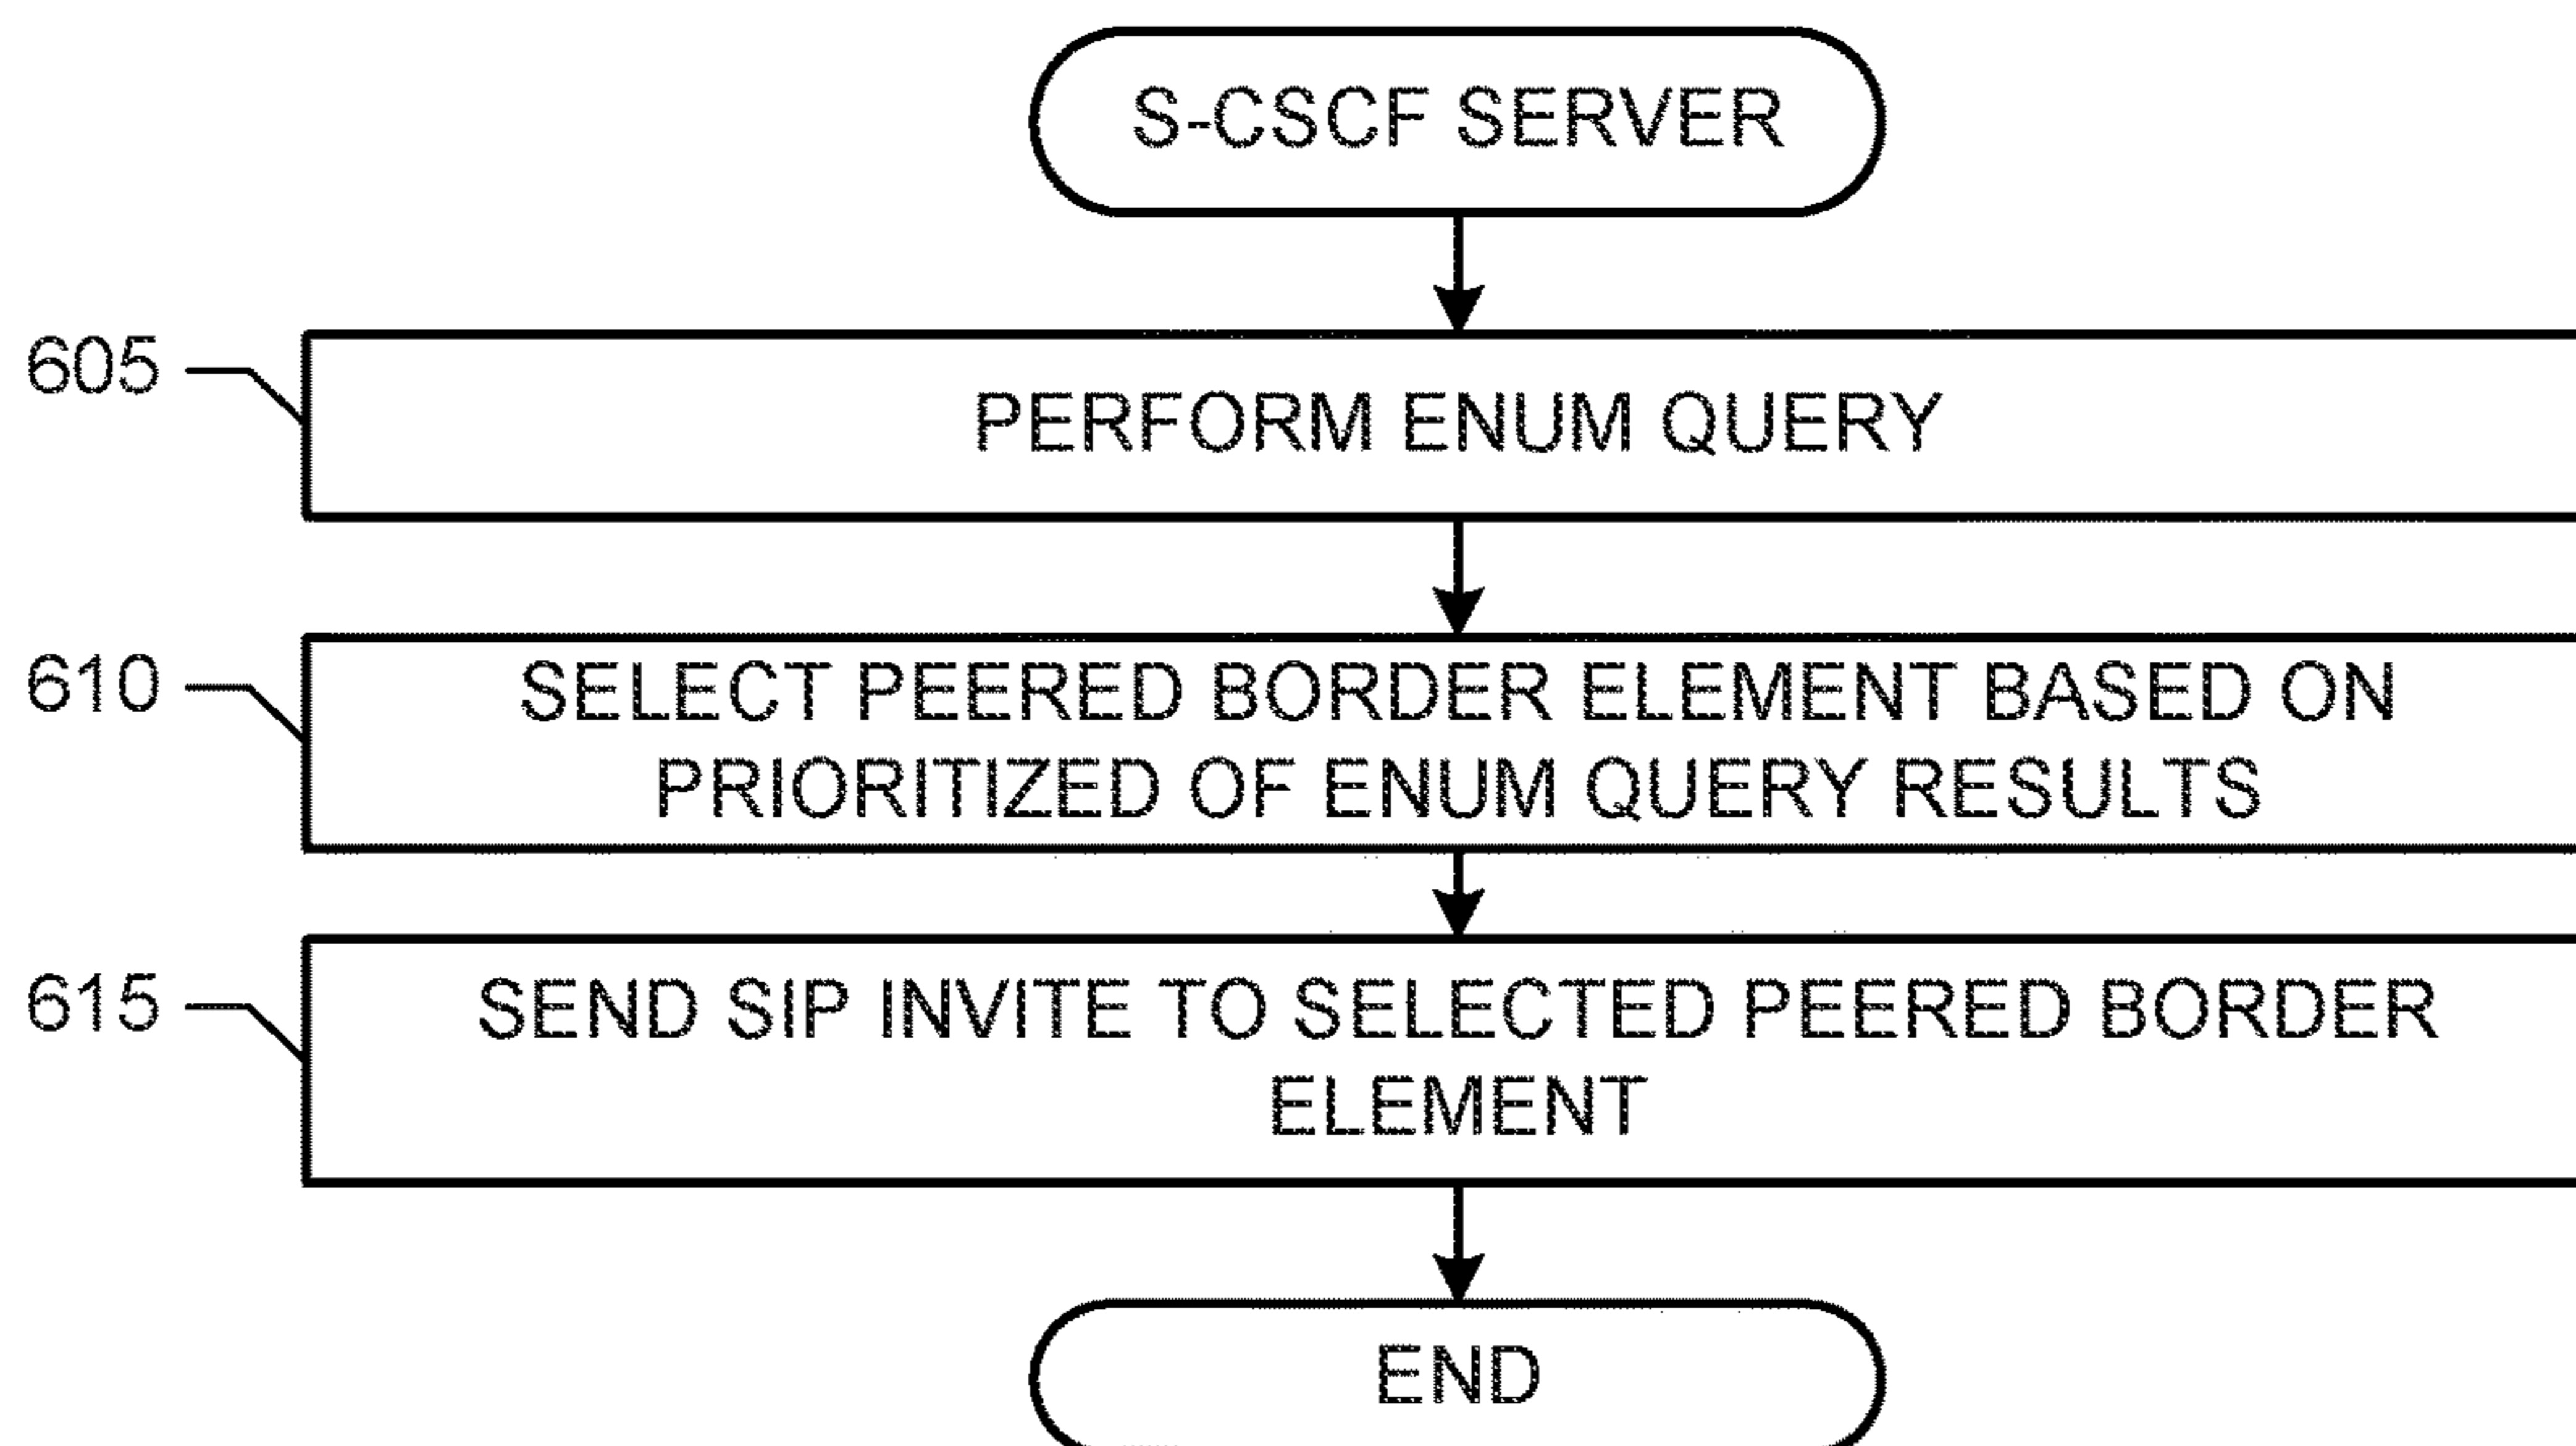 S-CSCF SERVER
605
PERFORM ENUM QUERY
610
SELECT PEERED BORDER ELEMENT BASED ON
PRIORITIZED OF ENUM QUERY RESULTS
615
SEND SIP INVITE TO SELECTED PEERED BORDER
ELEMENT
END